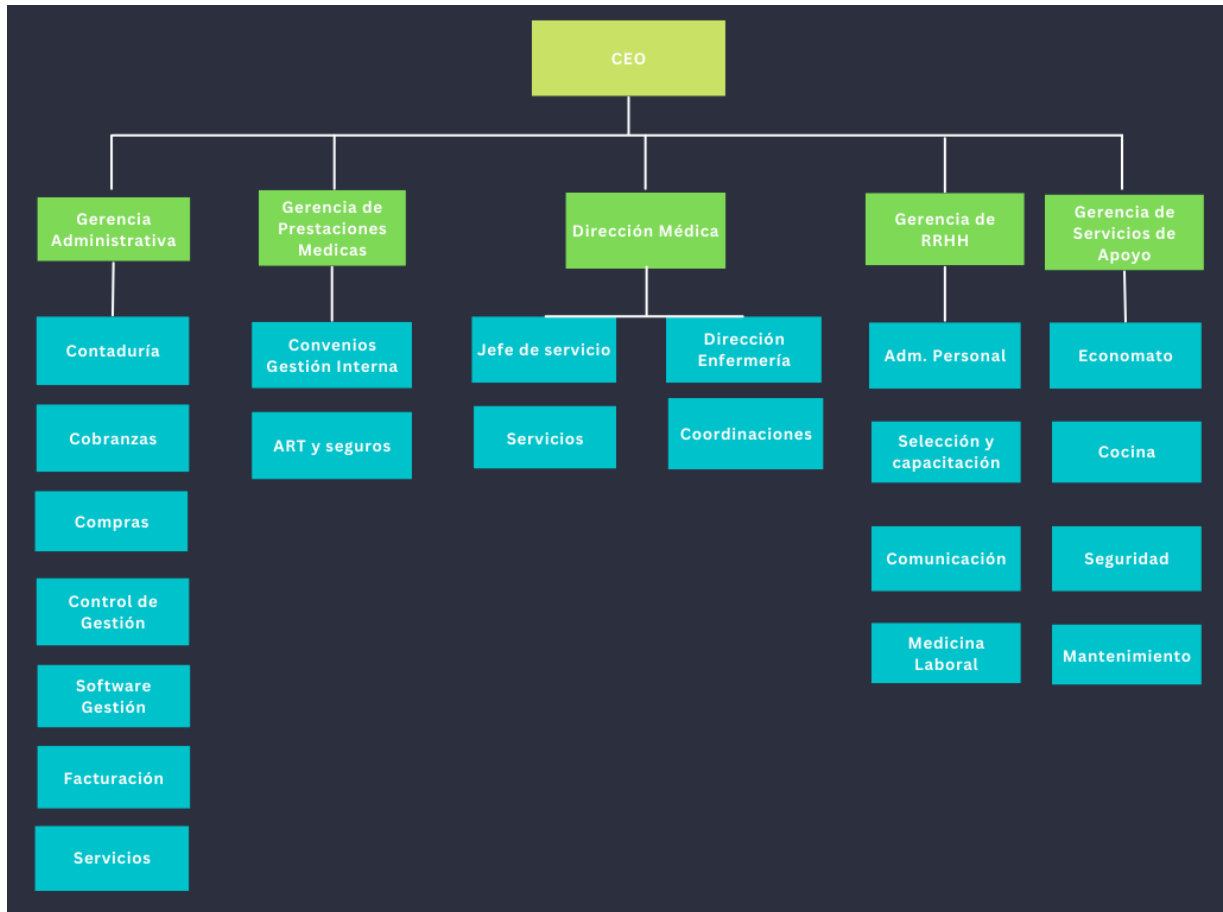 CEO
Gerencia
Administrativa
Gerencia de
Prestaciones
Medicas
Dirección Médica
Gerencia de
RRHH
Gerencia de
Servicios de
Apoyo
Contaduría
Convenios
Gestión Interna
Jefe de servicio
Dirección
Enfermería
Adm. Personal
Economato
Cobranzas
ART y seguros
Servicios
Coordinaciones
Selección y
capacitación
Cocina
Compras
Comunicación
Seguridad
Control de
Gestión
Medicina
Laboral
Mantenimiento
Software
Gestión
Facturación
Servicios